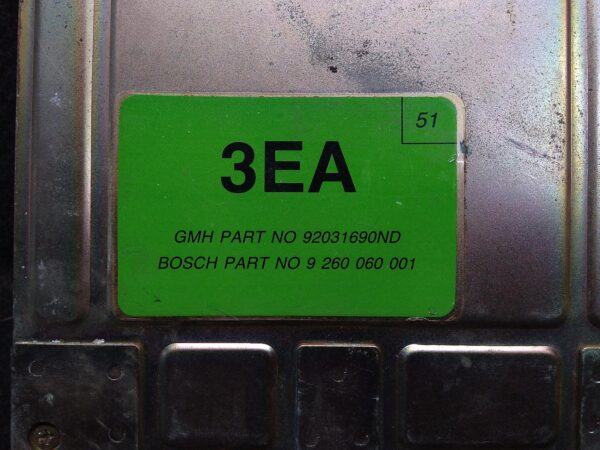 51
3EA
GMH PART NO 92031690ND
BOSCH PART NO 9 260 060 001